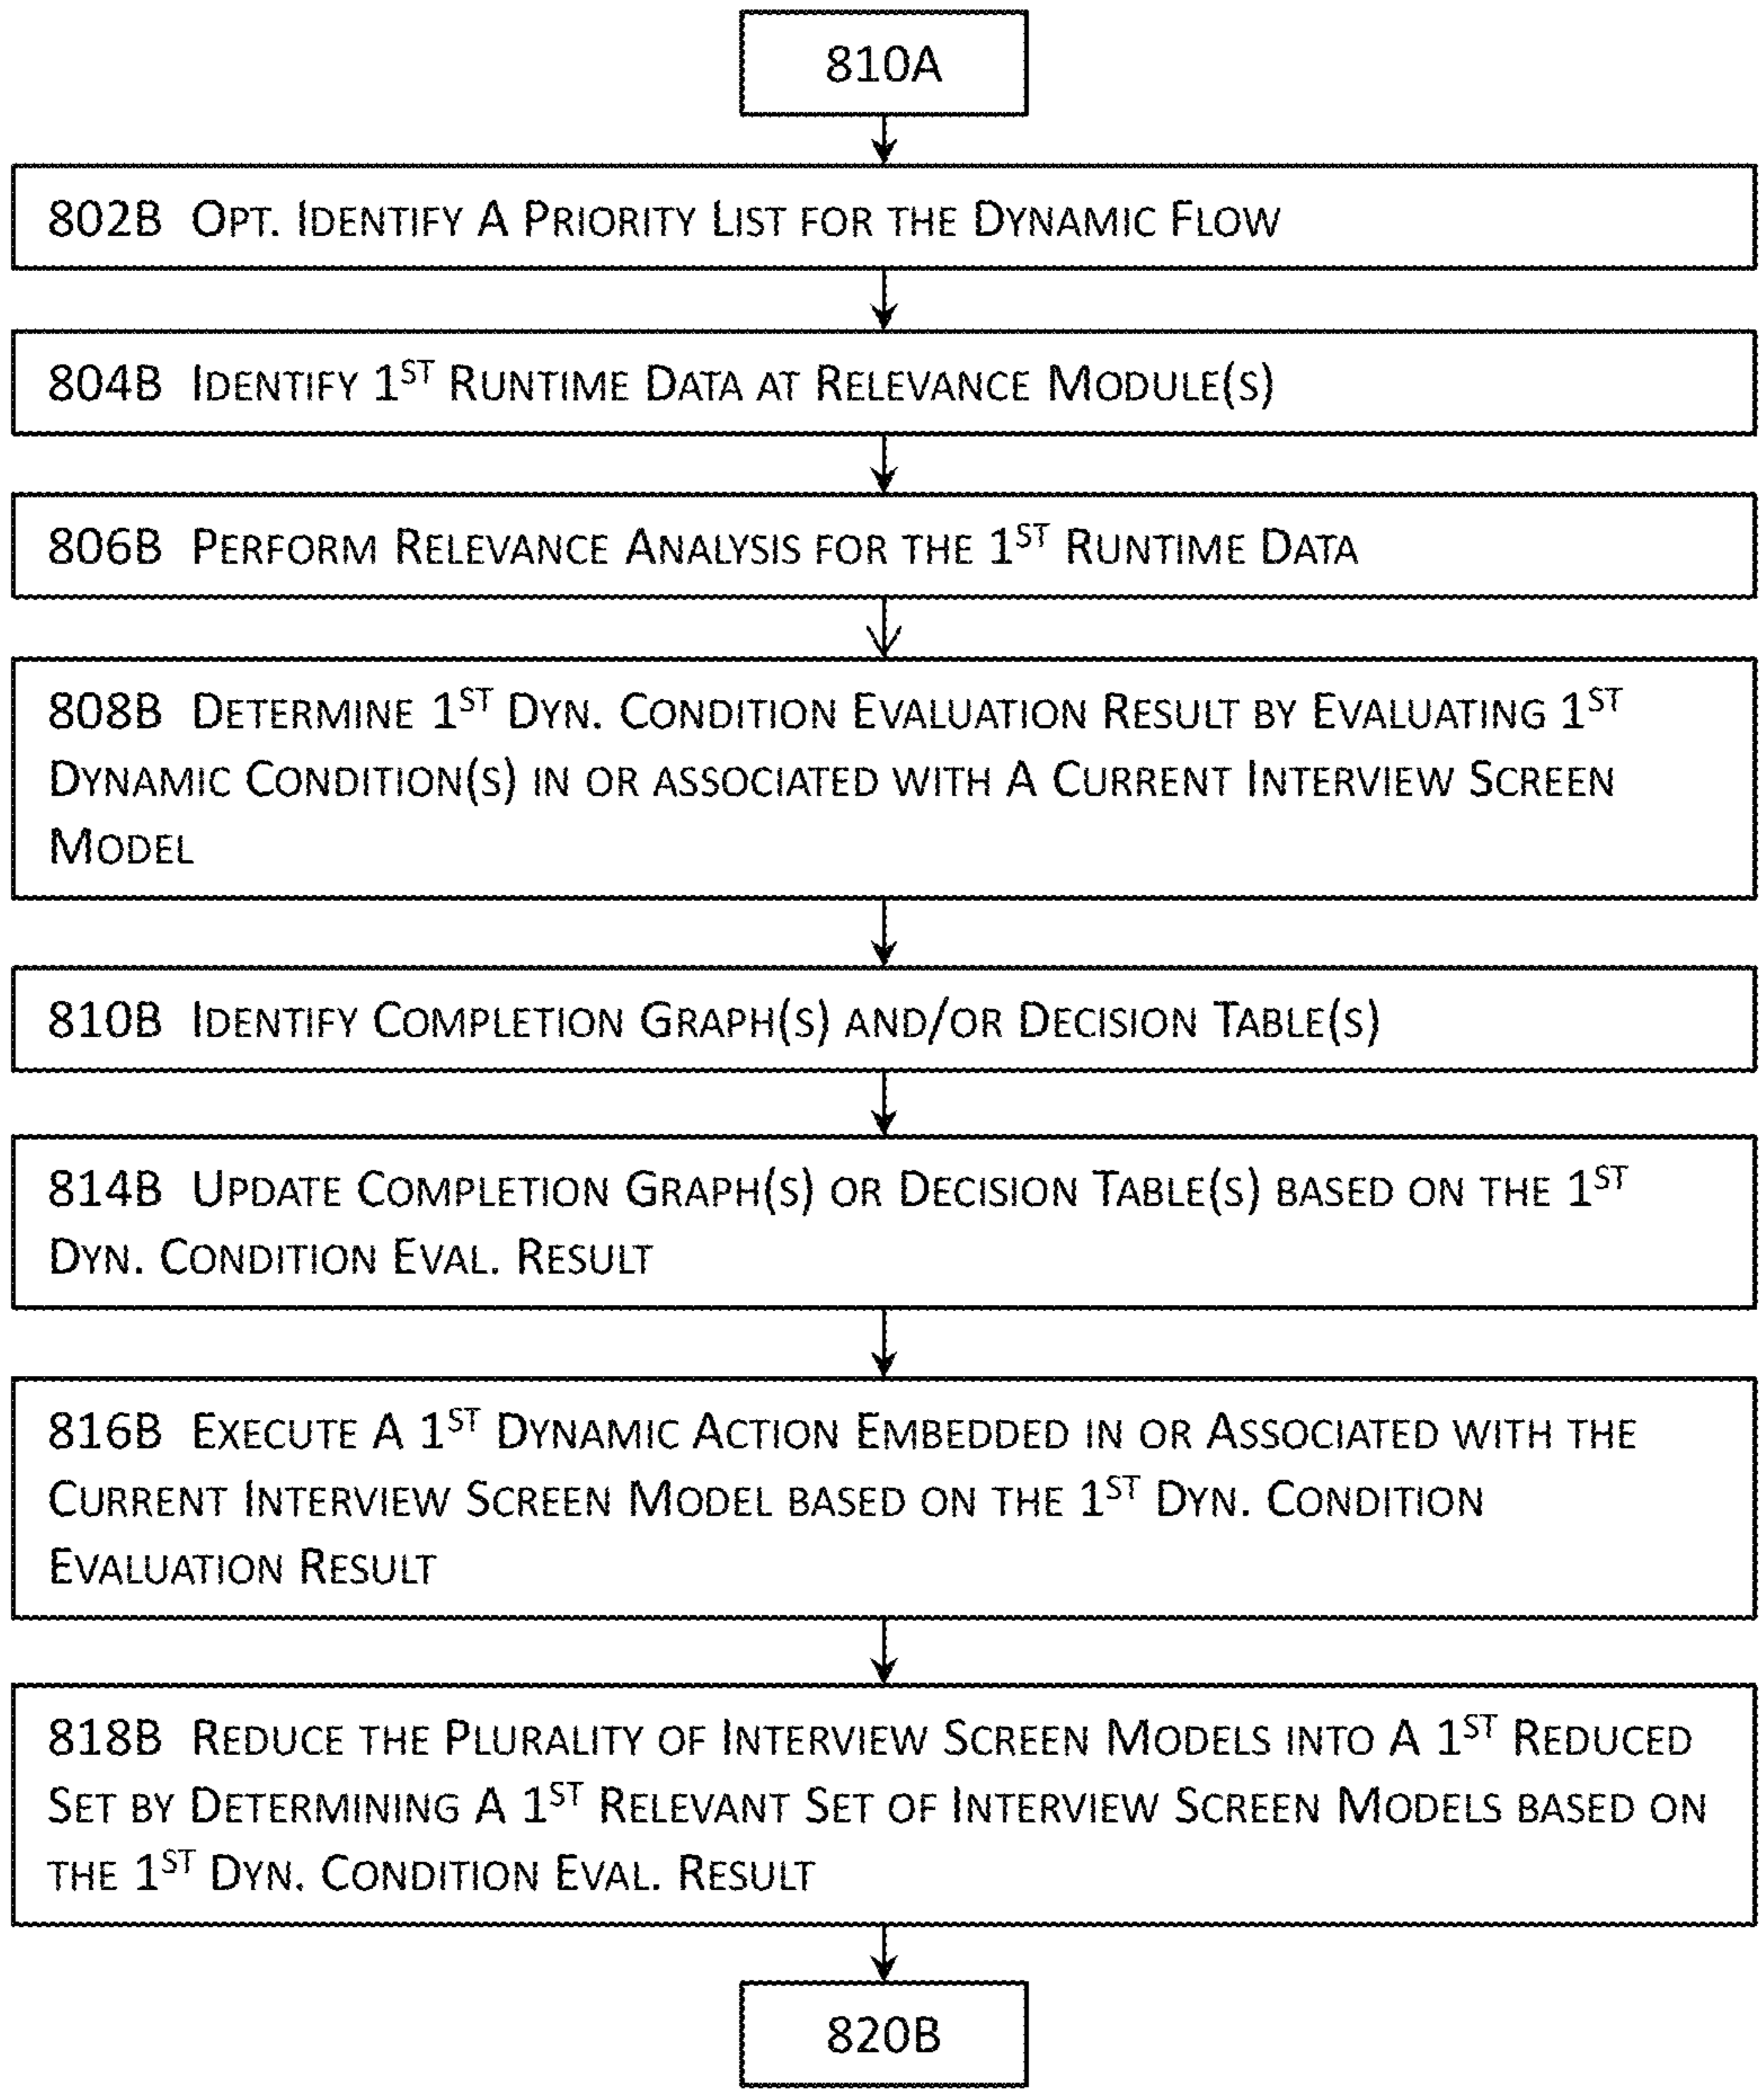 810A
802B OPT. IDENTIFY A PRIORITY LIST FOR THE DYNAMIC FLOW
804B IDENTIFY 1ST RUNTIME DATA AT RELEVANCE MODULE(S)
806B PERFORM RELEVANCE ANALYSIS FOR THE 1ST RUNTIME DATA
808B DETERMINE 1ST DYN. CONDITION EVALUATION RESULT BY EVALUATING 1ST
DYNAMIC CONDITION(S) IN OR ASSOCIATED WITH A CURRENT INTERVIEW SCREEN
MODEL
810B IDENTIFY COMPLETION GRAPH(S) AND/OR DECISION TABLE(S)
814B UPDATE COMPLETION GRAPH(S) OR DECISION TABLE(S) BASED ON THE 1ST
DYN. CONDITION EVAL. RESULT
816B EXECUTE A 1ST DYNAMIC ACTION EMBEDDED IN OR ASSOCIATED WITH THE
CURRENT INTERVIEW SCREEN MODEL BASED ON THE 1ST DYN. CONDITION
EVALUATION RESULT
818B REDUCE THE PLURALITY OF INTERVIEW SCREEN MODELS INTO A 1ST REDUCED
SET BY DETERMINING A 1ST RELEVANT SET OF INTERVIEW SCREEN MODELS BASED ON
THE 1ST DYN. CONDITION EVAL. RESULT
820B